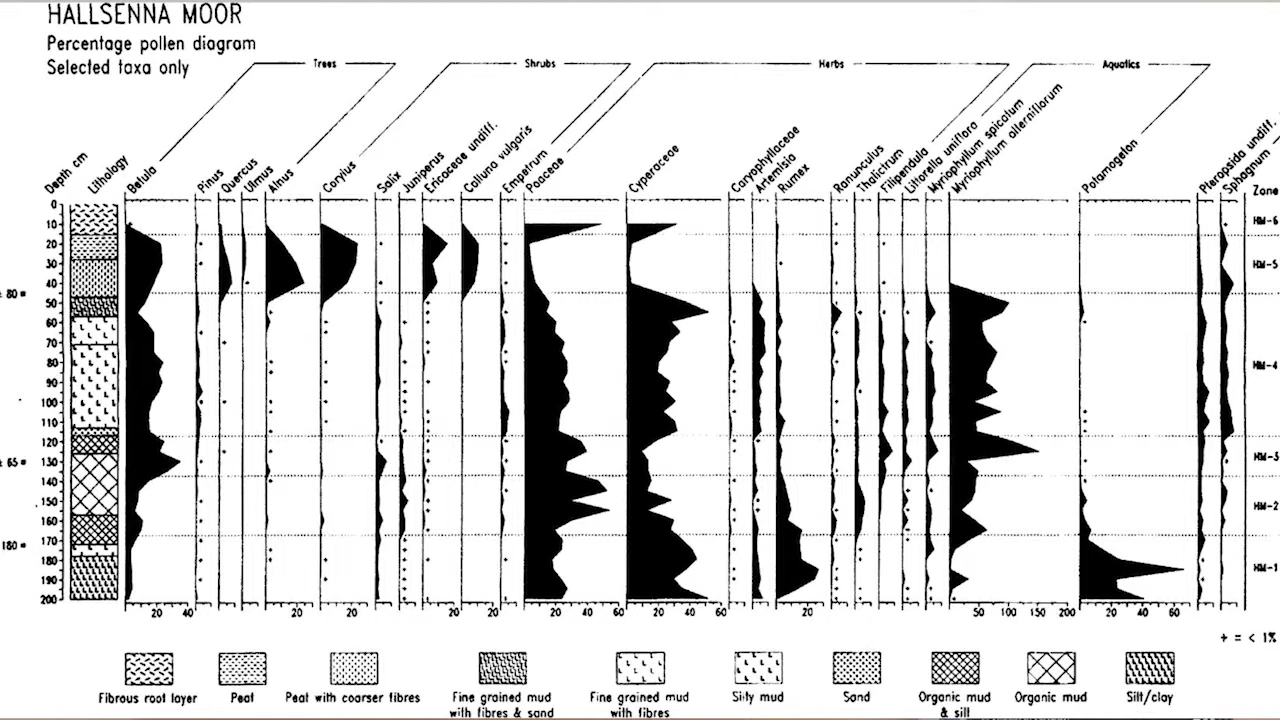 HALLSENNA MOOR
Percentage pollen diagram
Selected taxa only
Trees
Shrubs
Herbs
Aquatics
Depth cm
Lithology
Betula
Pinus
Quercus
Ulmus
Alnus
Corylus
Salix
Juniperus
Ericaceae undiff.
Calluna vulgaris
Empetrum
Poaceae
Cyperaceae
Caryophyllaceae
Artemisia
Rumex
Ranunculus
Thalictrum
Filipendula
Littorella uniflora
Myriophyllum spicatum
Myriophyllum alterniflorum
Potamogeton
Pteropsida undiff.
Sphagnum
Zone
0
10
20
30
40
50
60
70
80
90
100
110
120
130
140
150
160
170
180
190
200
± 80
± 65
180
HM-6
HM-5
HM-4
HM-3
HM-2
HM-1
20 40 20 20 20 20 20 40 60 20 40 60 20 50 100 150 200 20 40 60
+ = < 1%
Fibrous root layer
Peat
Peat with coarser fibres
Fine grained mud
with fibres & sand
Fine grained mud
with fibres
Silty mud
Sand
Organic mud
& silt
Organic mud
Silt/clay